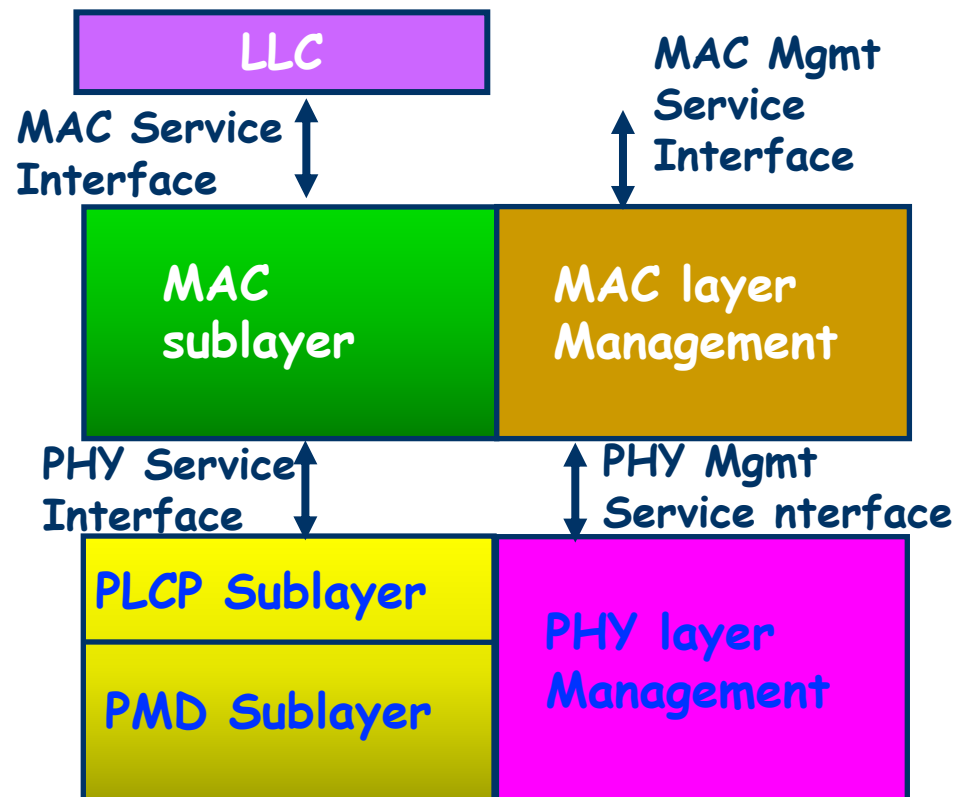 LLC
MAC Mgmt
Service
Interface
MAC Service
Interface
MAC
sublayer
MAC layer
Management
PHY Service
Interface
PHY Mgmt
Service nterface
PLCP Sublayer
PMD Sublayer
PHY layer
Management